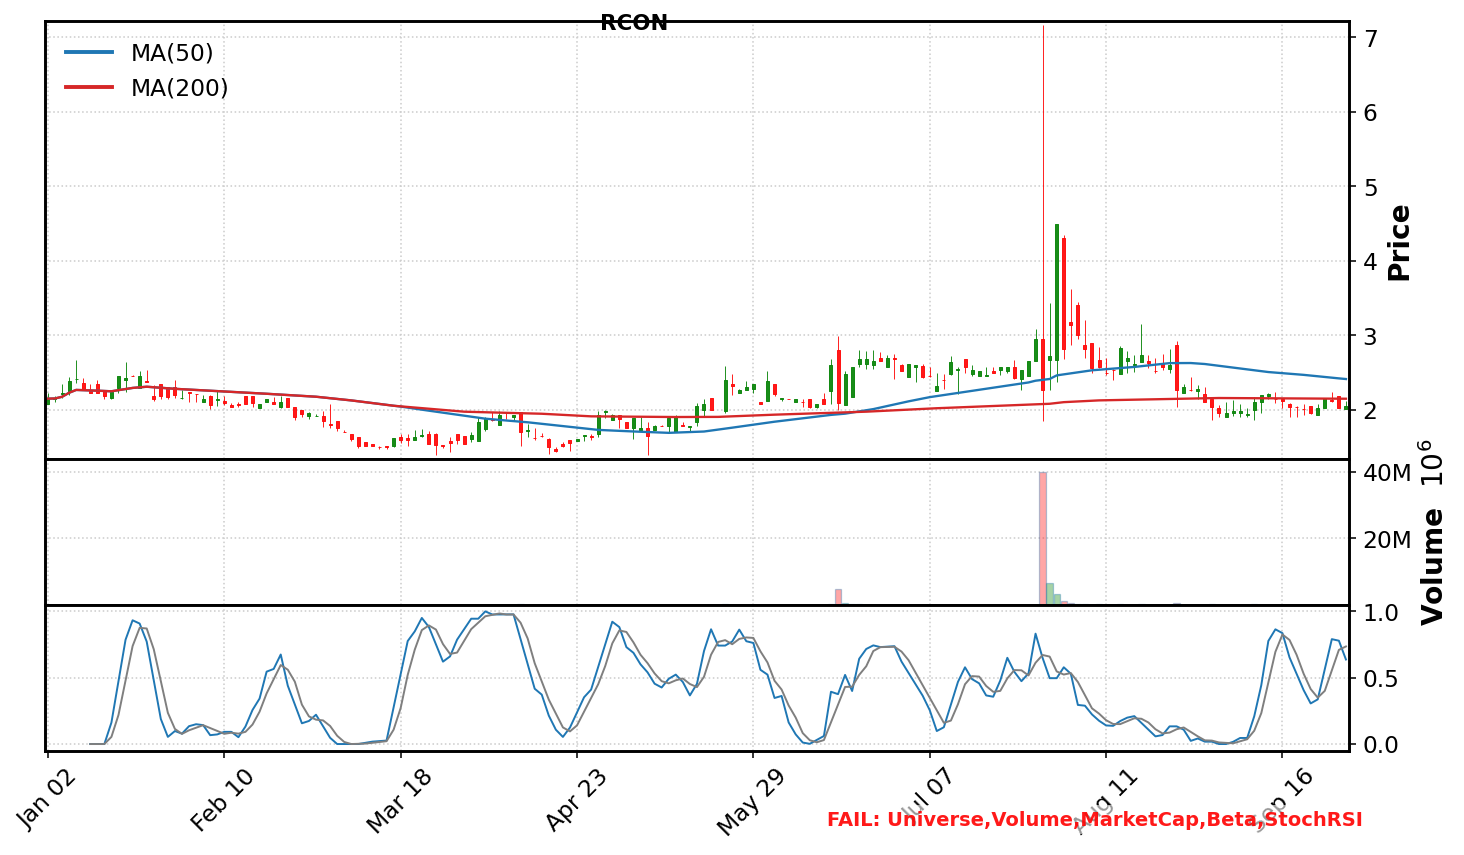 RCON
MA(50)
MA(200)
7
6
5
4
3
2
Price
40M
20M
Volume 10^6
1.0
0.5
0.0
Jan 02
Feb 10
Mar 18
Apr 23
May 29
Jul 07
Aug 11
Sep 16
FAIL: Universe,Volume,MarketCap,Beta,StochRSI